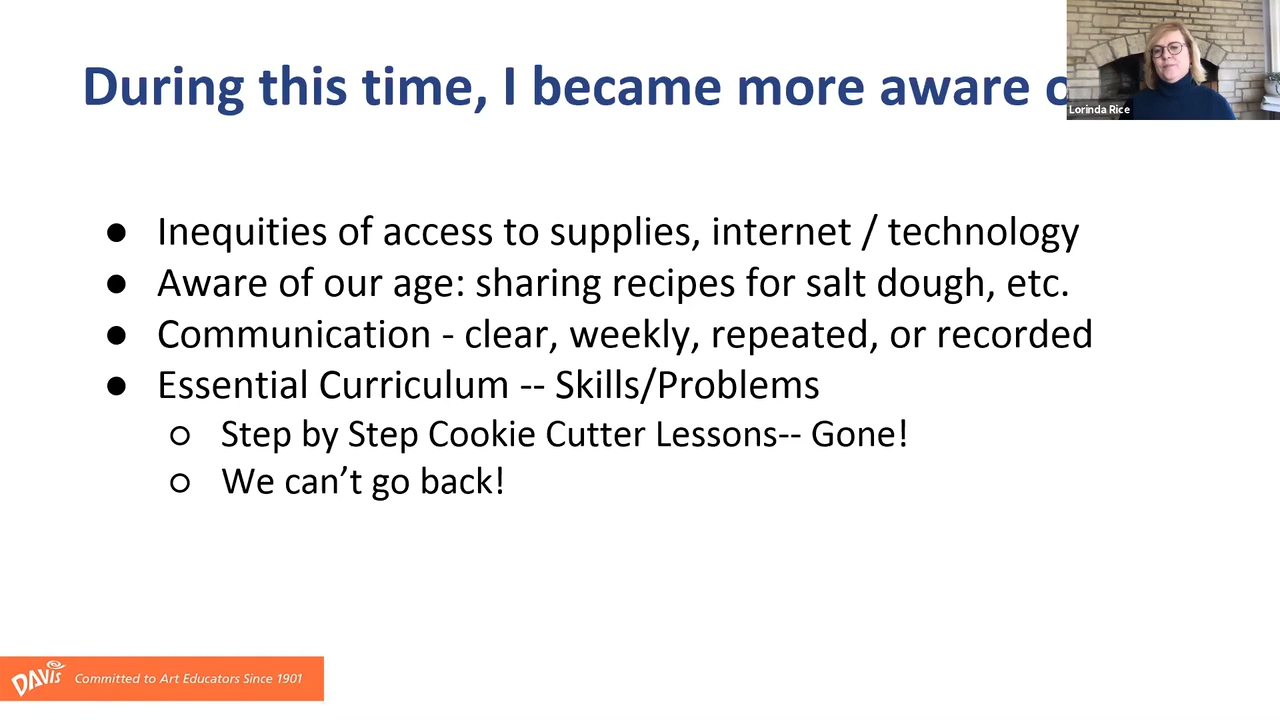 During this time, I became more aware
Lorinda Rice
● Inequities of access to supplies, internet / technology
● Aware of our age: sharing recipes for salt dough, etc.
● Communication - clear, weekly, repeated, or recorded
● Essential Curriculum -- Skills/Problems
○ Step by Step Cookie Cutter Lessons-- Gone!
○ We can’t go back!
DAVIS Committed to Art Educators Since 1901